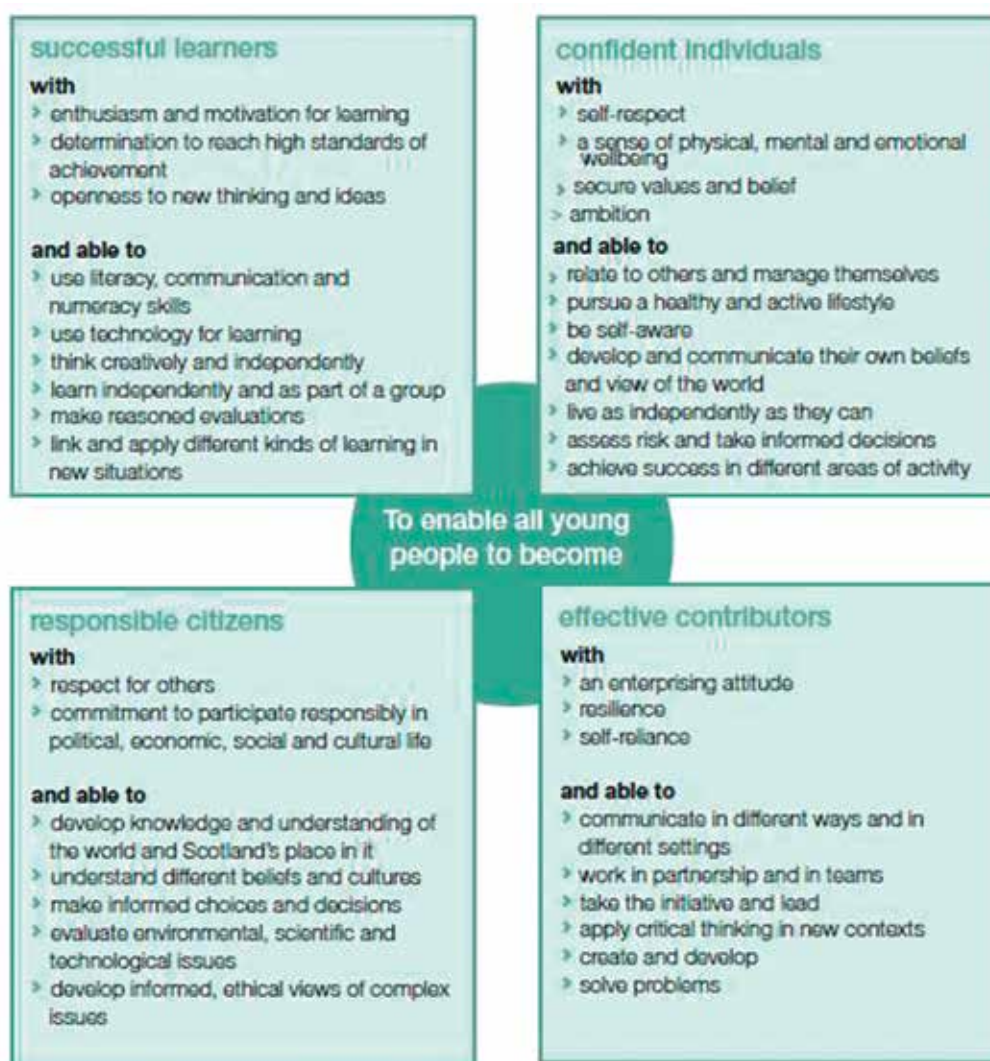 successful learners
with
› enthusiasm and motivation for learning
› determination to reach high standards of
achievement
› openness to new thinking and ideas
and able to
› use literacy, communication and
numeracy skills
› use technology for learning
› think creatively and independently
› learn independently and as part of a group
› make reasoned evaluations
› link and apply different kinds of learning in
new situations
confident individuals
with
› self-respect
› a sense of physical, mental and emotional
wellbeing
› secure values and belief
› ambition
and able to
› relate to others and manage themselves
› pursue a healthy and active lifestyle
› be self-aware
› develop and communicate their own beliefs
and view of the world
› live as independently as they can
› assess risk and take informed decisions
› achieve success in different areas of activity
To enable all young
people to become
responsible citizens
with
› respect for others
› commitment to participate responsibly in
political, economic, social and cultural life
and able to
› develop knowledge and understanding of
the world and Scotland's place in it
› understand different beliefs and cultures
› make informed choices and decisions
› evaluate environmental, scientific and
technological issues
› develop informed, ethical views of complex
issues
effective contributors
with
› an enterprising attitude
› resilience
› self-reliance
and able to
› communicate in different ways and in
different settings
› work in partnership and in teams
› take the initiative and lead
› apply critical thinking in new contexts
› create and develop
› solve problems